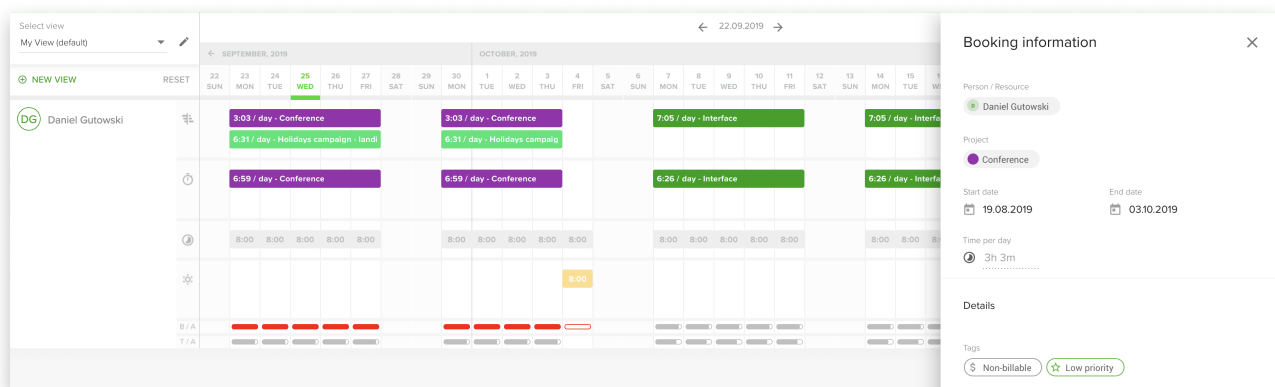 Select view
My View (default)
NEW VIEW RESET
22.09.2019
SEPTEMBER, 2019 OCTOBER, 2019
22 23 24 25 26 27 28 29 30 1 2 3 4 5 6 7 8 9 10 11 12 13 14 15
SUN MON TUE WED THU FRI SAT SUN MON TUE WED THU FRI SAT SUN MON TUE WED THU FRI SAT SUN MON TUE
DG Daniel Gutowski
3:03 / day - Conference 3:03 / day - Conference 7:05 / day - Interface 7:05 / day - Interfa
6:31 / day - Holidays campaign - landi 6:31 / day - Holidays campaig
6:59 / day - Conference 6:59 / day - Conference 6:26 / day - Interface 6:26 / day - Interfa
8:00 8:00 8:00 8:00 8:00 8:00 8:00 8:00 8:00 8:00 8:00 8:00 8:00 8:00 8:00 8:00
8:00
B / A
T / A
Booking information
Person / Resource
Daniel Gutowski
Project
Conference
Start date End date
19.08.2019 03.10.2019
Time per day
3h 3m
Details
Tags
$ Non-billable Low priority